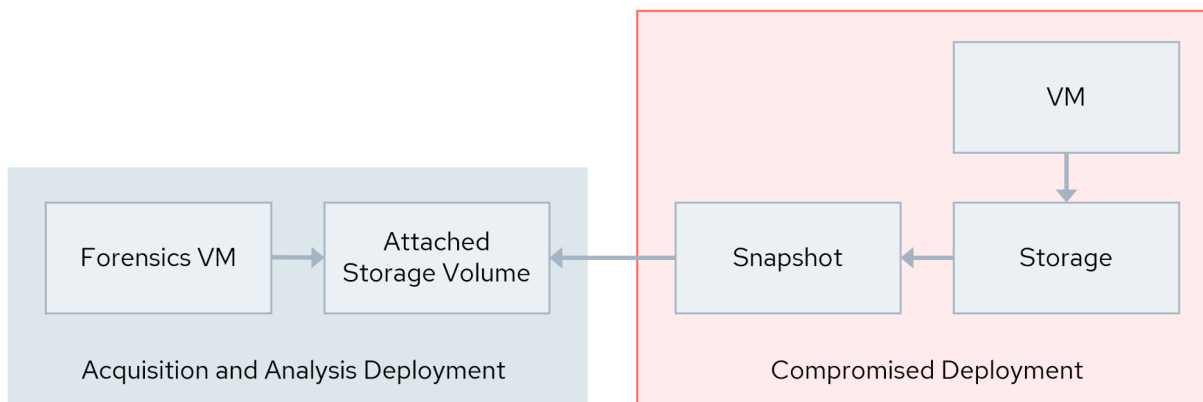 VM
Forensics VM
Attached
Storage Volume
Snapshot
Storage
Acquisition and Analysis Deployment
Compromised Deployment